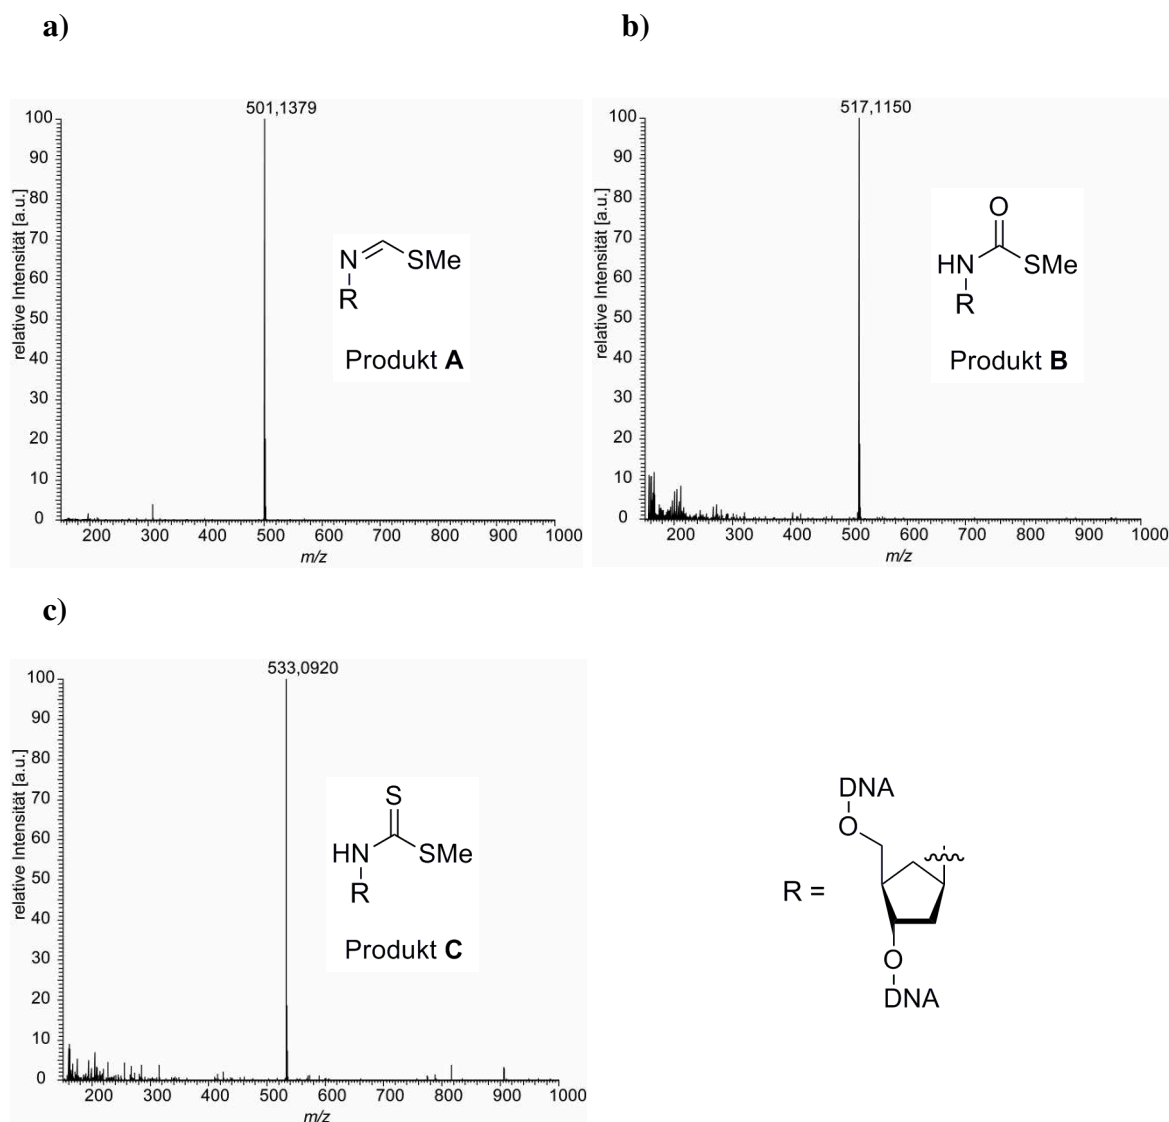 a)
b)
501,1379
relative Intensität [a.u.]
100
90
80
70
60
50
40
30
20
10
0
200 300 400 500 600 700 800 900 1000
m/z
N
SMe
R
Produkt A
517,1150
relative Intensität [a.u.]
100
90
80
70
60
50
40
30
20
10
0
200 300 400 500 600 700 800 900 1000
m/z
O
HN
SMe
R
Produkt B
c)
533,0920
relative Intensität [a.u.]
100
90
80
70
60
50
40
30
20
10
0
200 300 400 500 600 700 800 900 1000
m/z
S
HN
SMe
R
Produkt C
DNA
O
R =
O
DNA